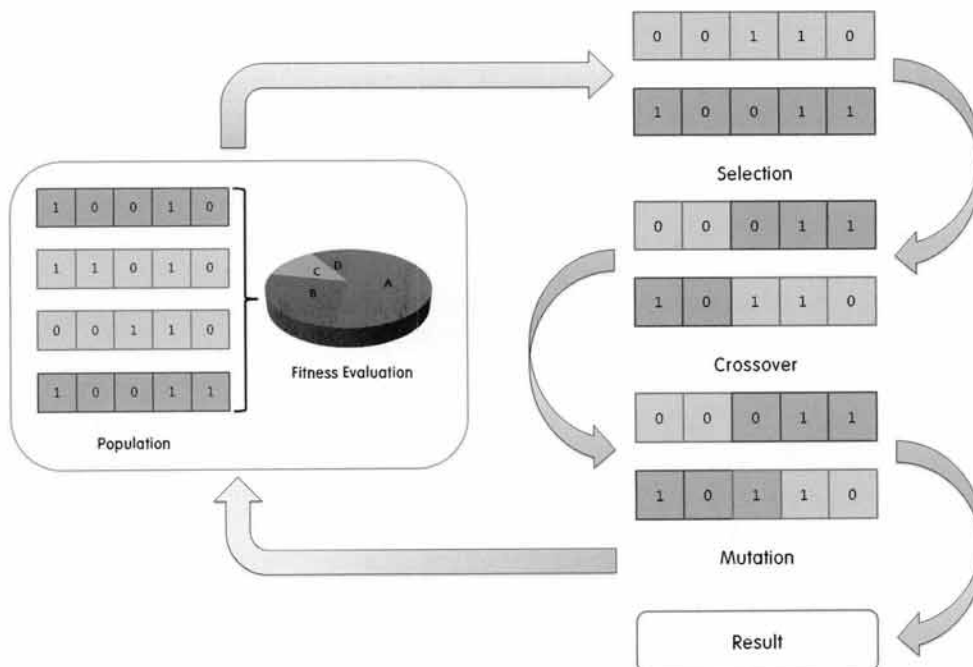 1 0 0 1 0
1 1 0 1 0
0 0 1 1 0
1 0 0 1 1
Population
A
B
C
D
Fitness Evaluation
0 0 1 1 0
1 0 0 1 1
Selection
0 0 0 1 1
1 0 1 1 0
Crossover
0 0 0 1 1
1 0 1 1 0
Mutation
Result